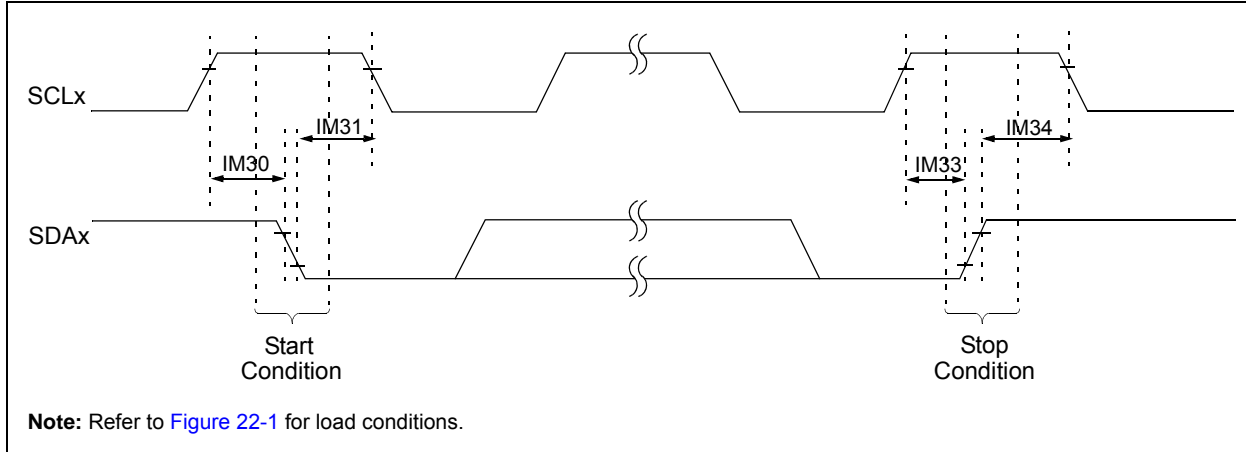 SCLx
IM31
IM34
IM30
IM33
SDAx
Start
Condition
Stop
Condition
Note: Refer to Figure 22-1 for load conditions.